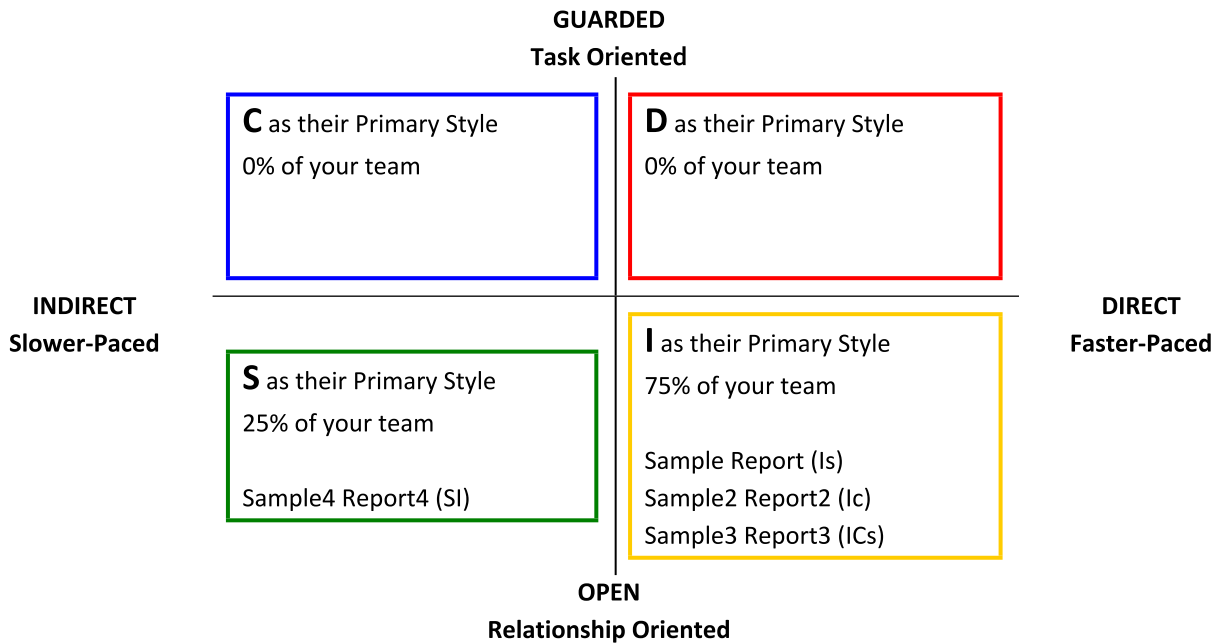 GUARDED
Task Oriented
C as their Primary Style
0% of your team
D as their Primary Style
0% of your team
INDIRECT
Slower-Paced
DIRECT
Faster-Paced
S as their Primary Style
25% of your team
Sample4 Report4 (SI)
I as their Primary Style
75% of your team
Sample Report (Is)
Sample2 Report2 (Ic)
Sample3 Report3 (ICs)
OPEN
Relationship Oriented